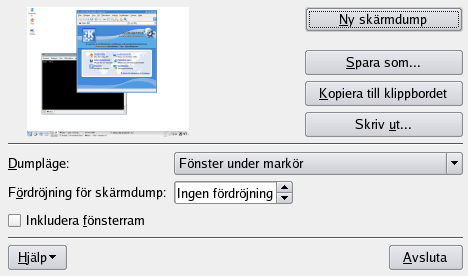 Ny skärmdump
Spara som...
Kopiera till klippbordet
Skriv ut...
Dumpläge: Fönster under markör
Fördröjning för skärmdump: Ingen fördröjning
Inkludera fönsterram
Hjälp Avsluta